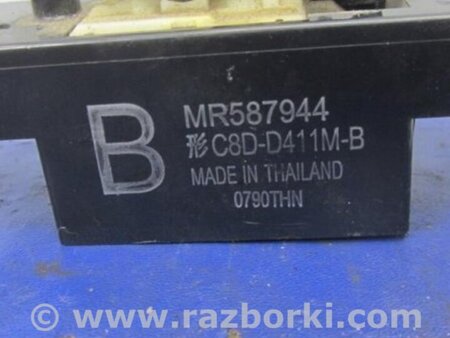 B
MR587944
形 C8D-D411M-B
MADE IN THAILAND
0790THN
© www.razborki.com